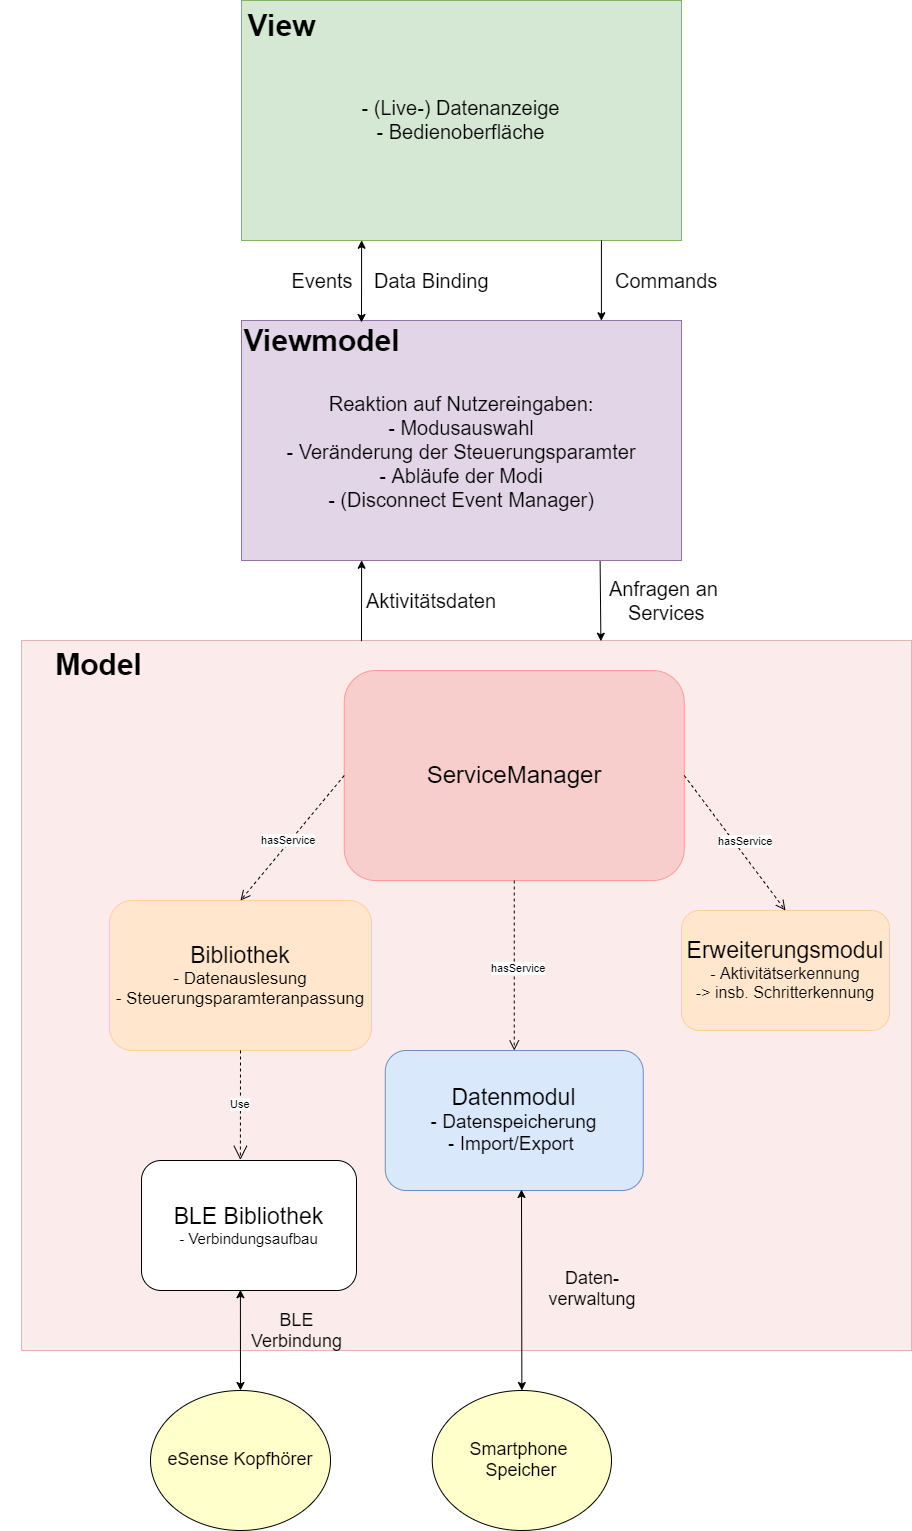 View
- (Live-) Datenanzeige
- Bedienoberfläche
Events
Data Binding
Commands
Viewmodel
Reaktion auf Nutzereingaben:
- Modusauswahl
- Veränderung der Steuerungsparamter
- Abläufe der Modi
- (Disconnect Event Manager)
Aktivitätsdaten
Anfragen an
Services
Model
ServiceManager
hasService
hasService
hasService
Bibliothek
- Datenauslesung
- Steuerungsparamteranpassung
Erweiterungsmodul
- Aktivitätserkennung
-> insb. Schritterkennung
Use
Datenmodul
- Datenspeicherung
- Import/Export
BLE Bibliothek
- Verbindungsaufbau
BLE
Verbindung
Daten-
verwaltung
eSense Kopfhörer
Smartphone
Speicher